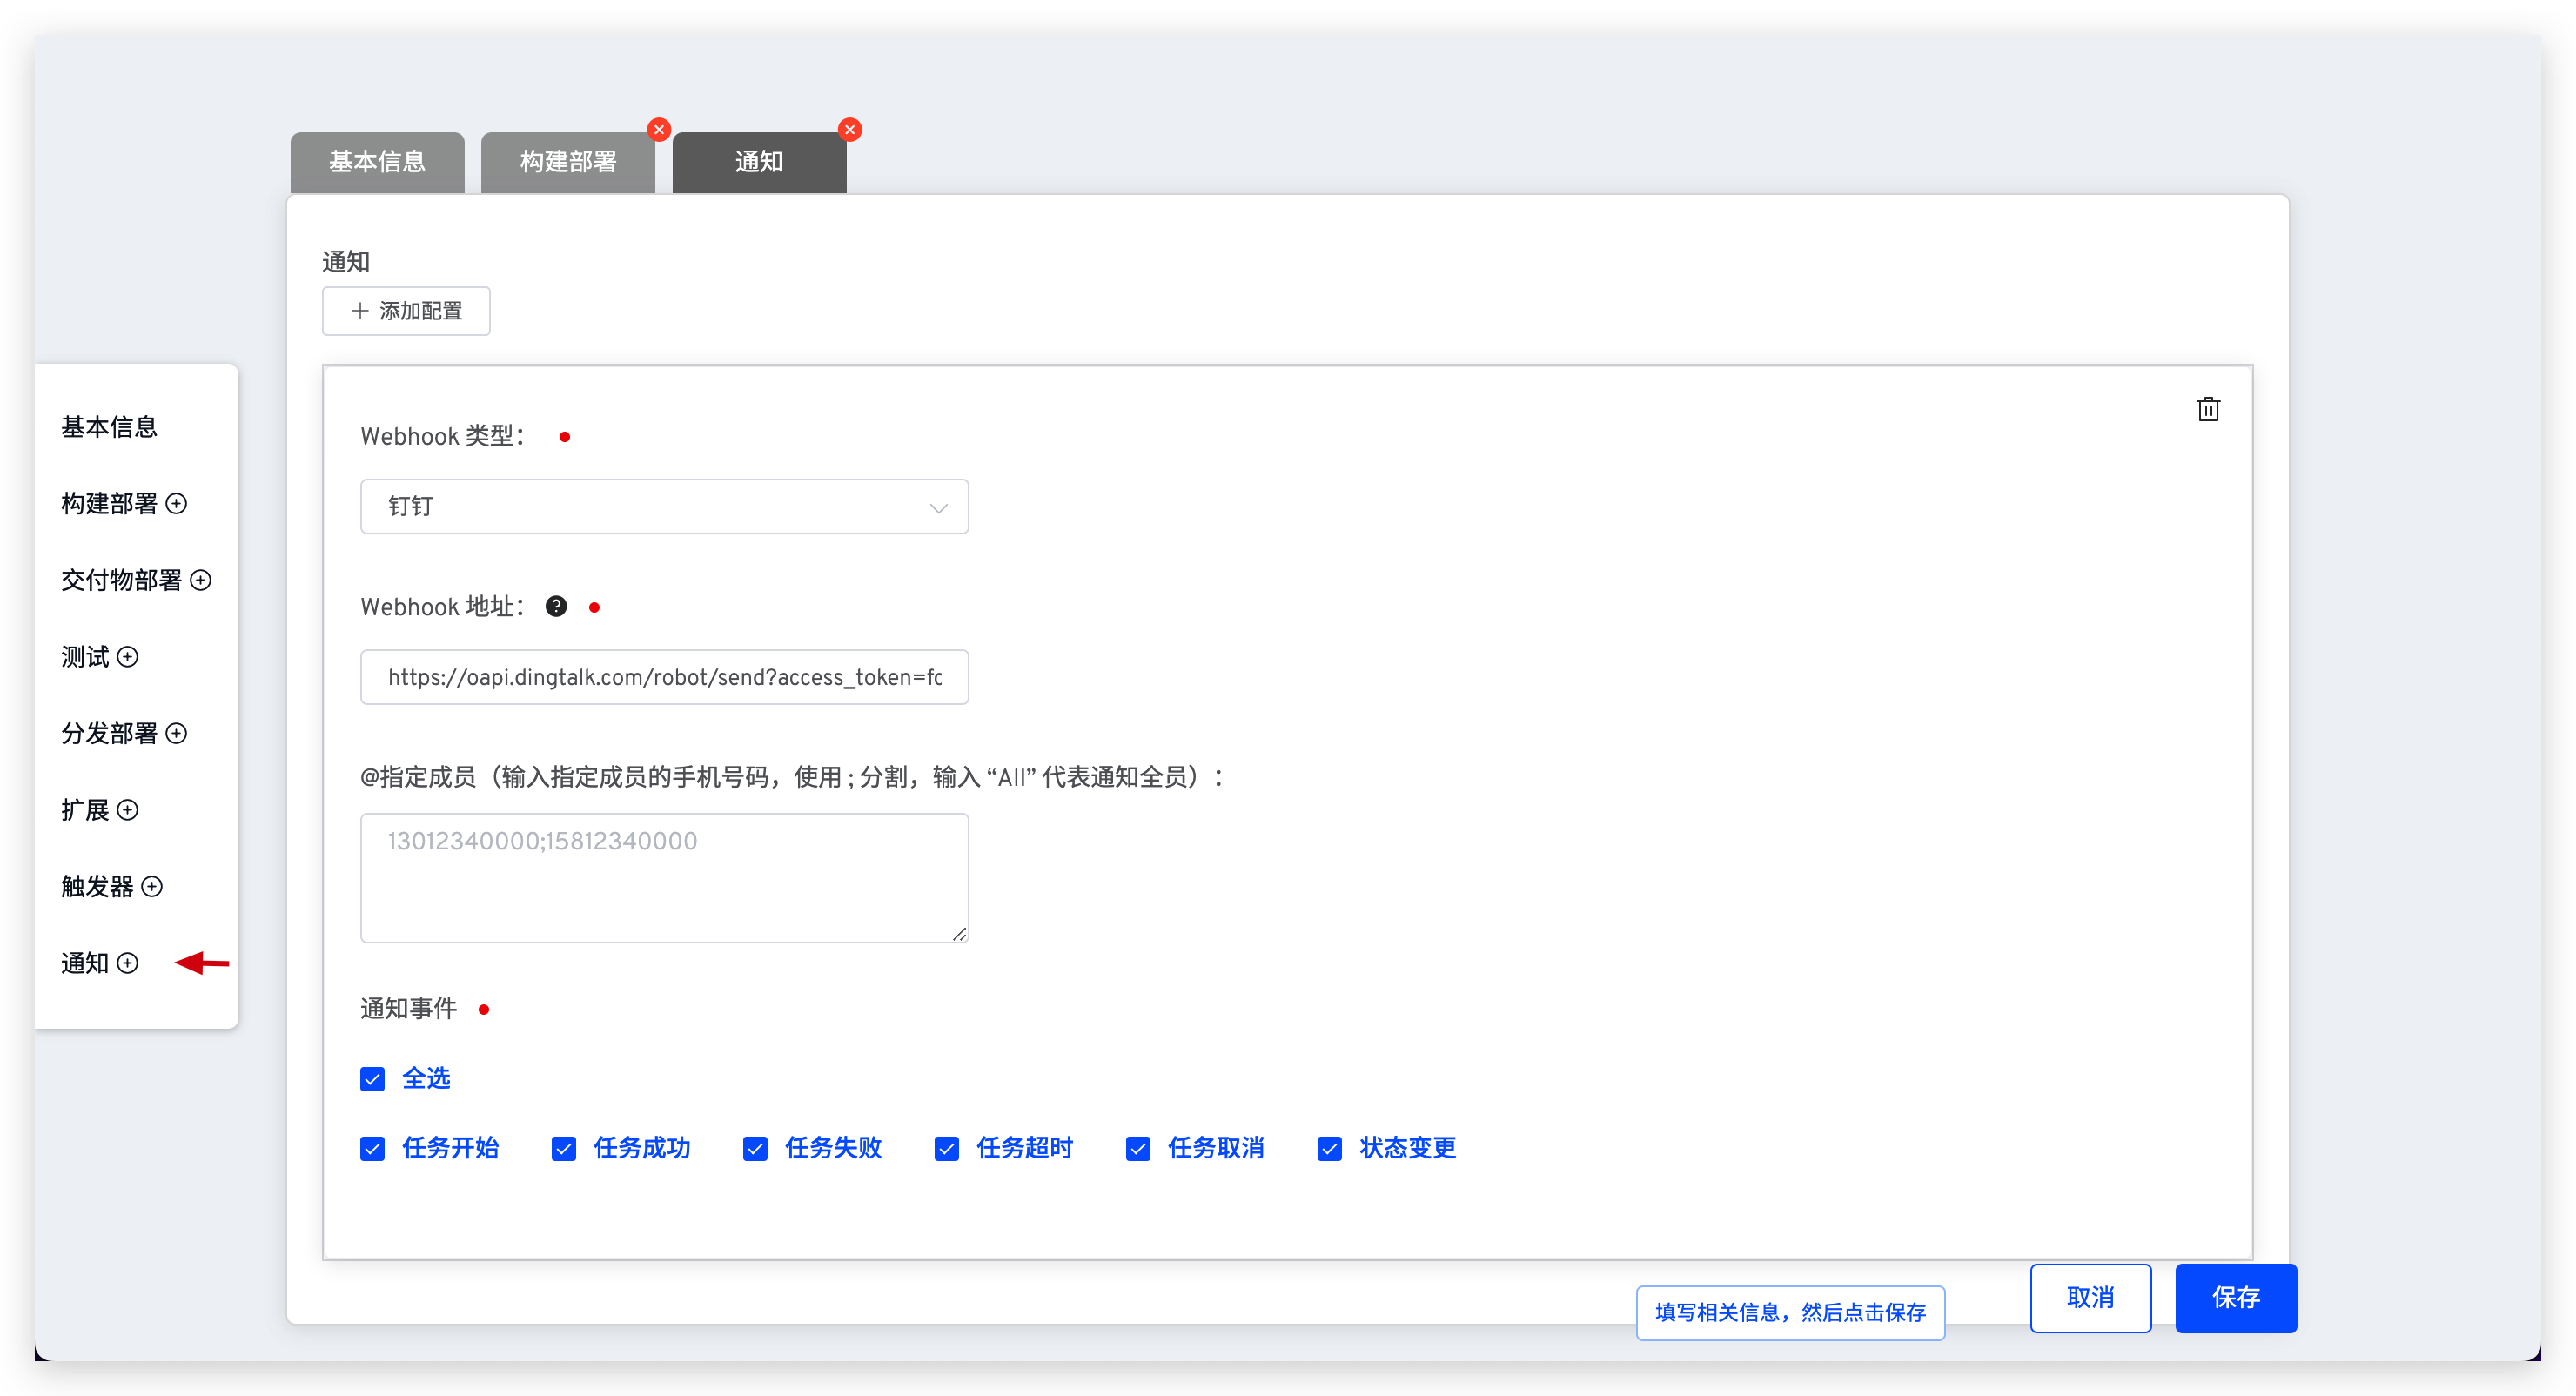 基本信息 构建部署 通知
通知
添加配置
基本信息
构建部署
交付物部署
测试
分发部署
扩展
触发器
通知
Webhook 类型：
钉钉
Webhook 地址：
https://oapi.dingtalk.com/robot/send?access_token=fc
@指定成员（输入指定成员的手机号码，使用 ; 分割，输入 “All” 代表通知全员）：
13012340000;15812340000
通知事件
全选
任务开始 任务成功 任务失败 任务超时 任务取消 状态变更
填写相关信息，然后点击保存
取消 保存